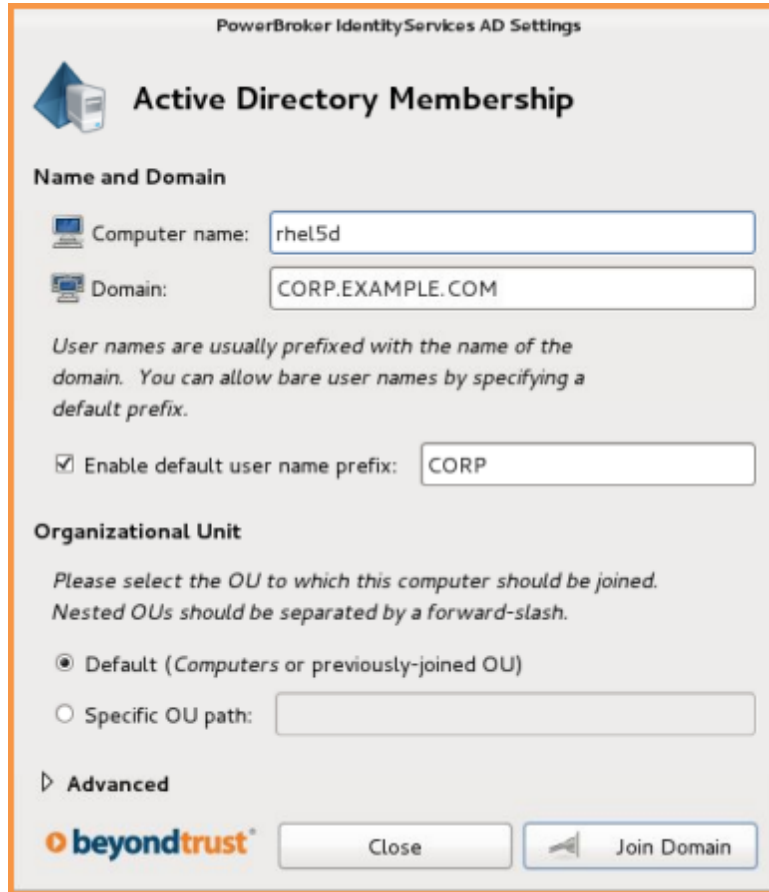 PowerBroker IdentityServices AD Settings
Active Directory Membership
Name and Domain
Computer name: rhel5d
Domain: CORP.EXAMPLE.COM
User names are usually prefixed with the name of the
domain. You can allow bare user names by specifying a
default prefix.
Enable default user name prefix: CORP
Organizational Unit
Please select the OU to which this computer should be joined.
Nested OUs should be separated by a forward-slash.
Default (Computers or previously-joined OU)
Specific OU path:
Advanced
beyondtrust
Close
Join Domain